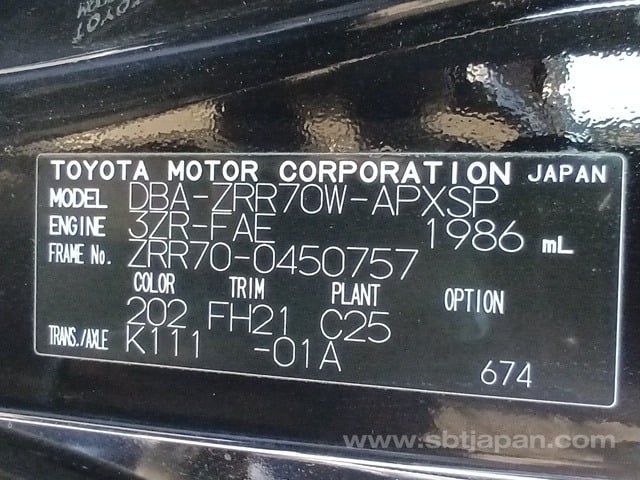 TOYOTA MOTOR CORPORATION JAPAN
MODEL DBA-ZRR70W-APXSP
ENGINE 3ZR-FAE 1986 mL
FRAME No. ZRR70-0450757
COLOR TRIM PLANT OPTION
202 FH21 C25
TRANS./AXLE K111 -01A
674
www.sbtjapan.com